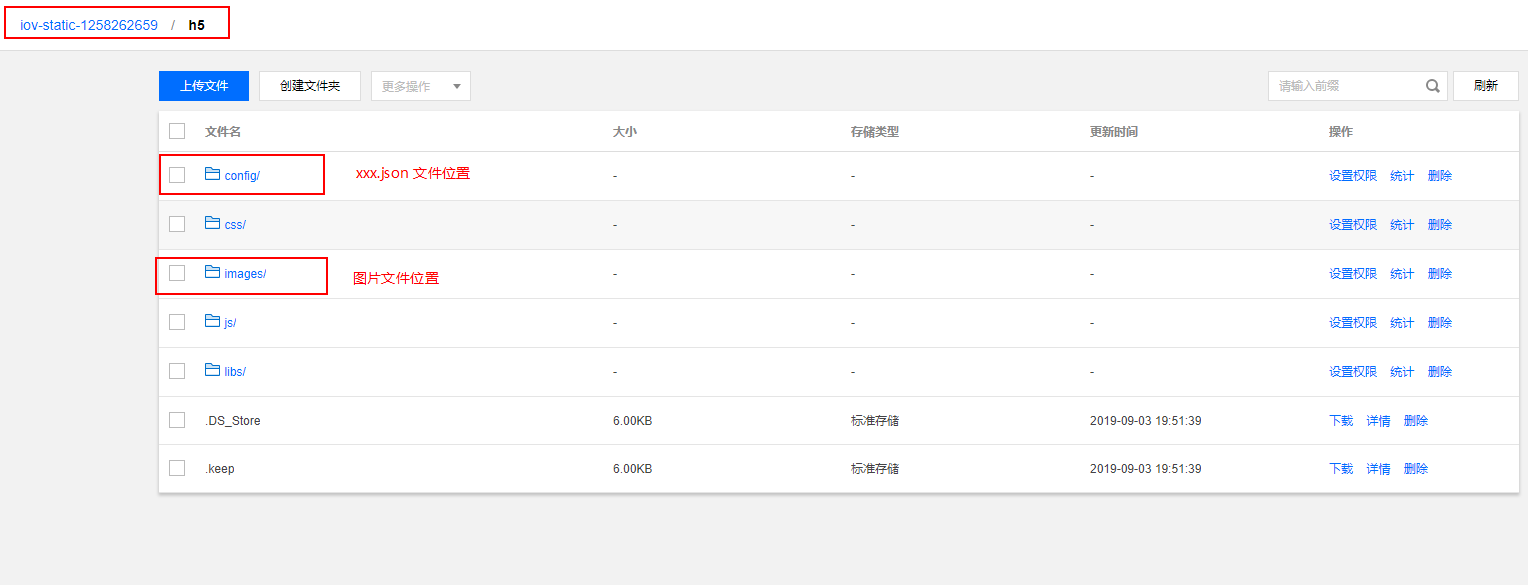 iov-static-1258262659 / h5
上传文件 创建文件夹 更多操作 请输入前缀 刷新
文件名 大小 存储类型 更新时间 操作
config/ xxx.json 文件位置 - - - 设置权限 统计 删除
css/ - - - 设置权限 统计 删除
images/ 图片文件位置 - - - 设置权限 统计 删除
js/ - - - 设置权限 统计 删除
libs/ - - - 设置权限 统计 删除
.DS_Store 6.00KB 标准存储 2019-09-03 19:51:39 下载 详情 删除
.keep 6.00KB 标准存储 2019-09-03 19:51:39 下载 详情 删除